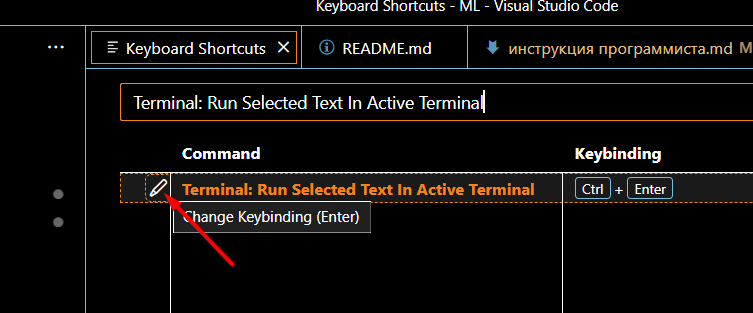 Keyboard Shortcuts - ML - Visual Studio Code
Keyboard Shortcuts README.md инструкция программиста.md M
Terminal: Run Selected Text In Active Terminal
Command Keybinding
Terminal: Run Selected Text In Active Terminal Ctrl + Enter
Change Keybinding (Enter)